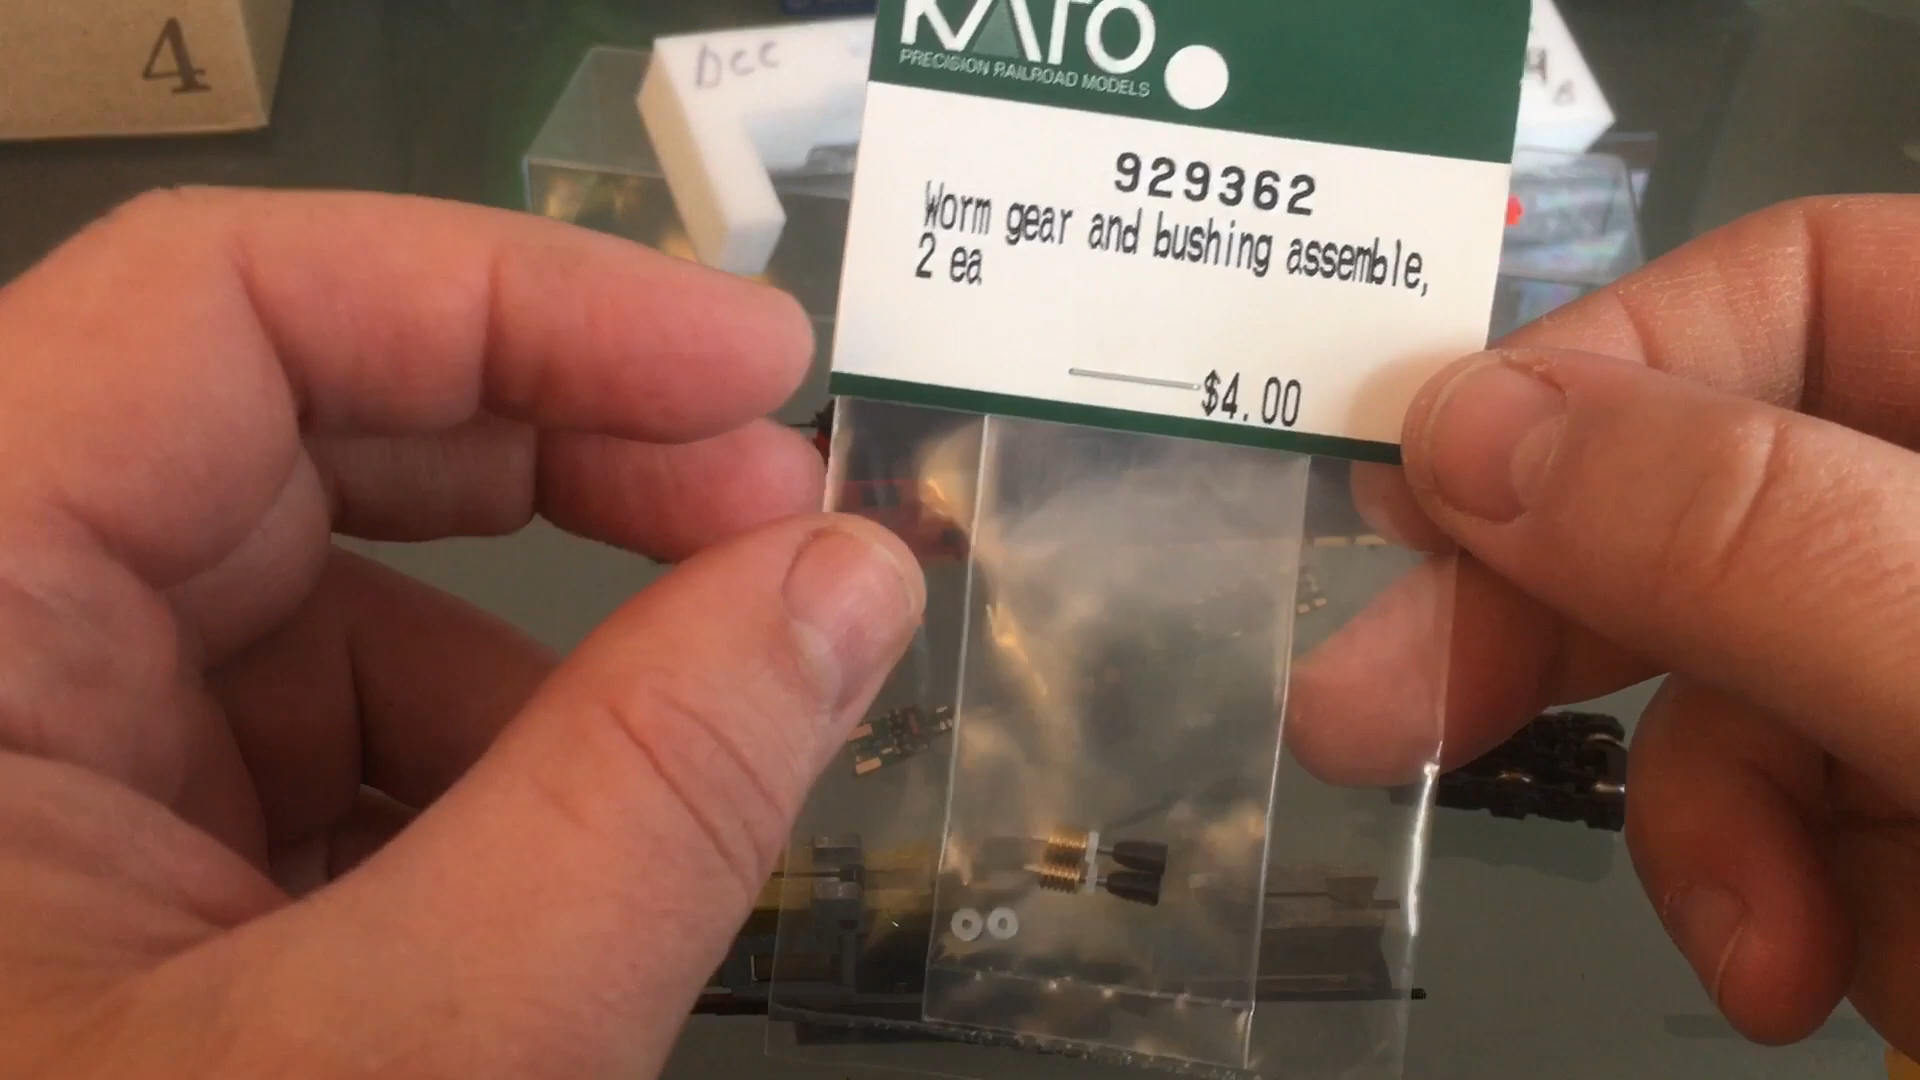 4
Dcc
KATO
PRECISION RAILROAD MODELS
929362
Worm gear and bushing assemble,
2 ea
$4.00